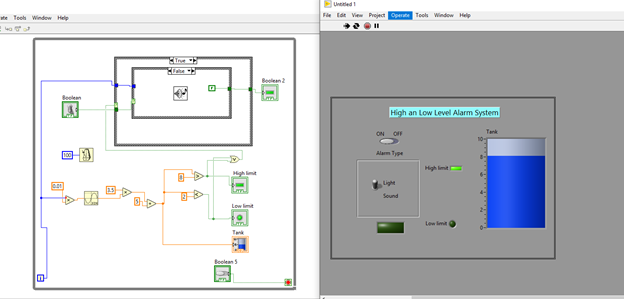 ate Tools Window Help
True
False
F
Boolean
Boolean 2
100
0.01
3.5
5
8
2
High limit
Low limit
Tank
Boolean 5
i
Untitled 1
File Edit View Project Operate Tools Window Help
High an Low Level Alarm System
ON OFF
Alarm Type
Light
Sound
High limit
Low limit
Tank
10
8
6
4
2
0